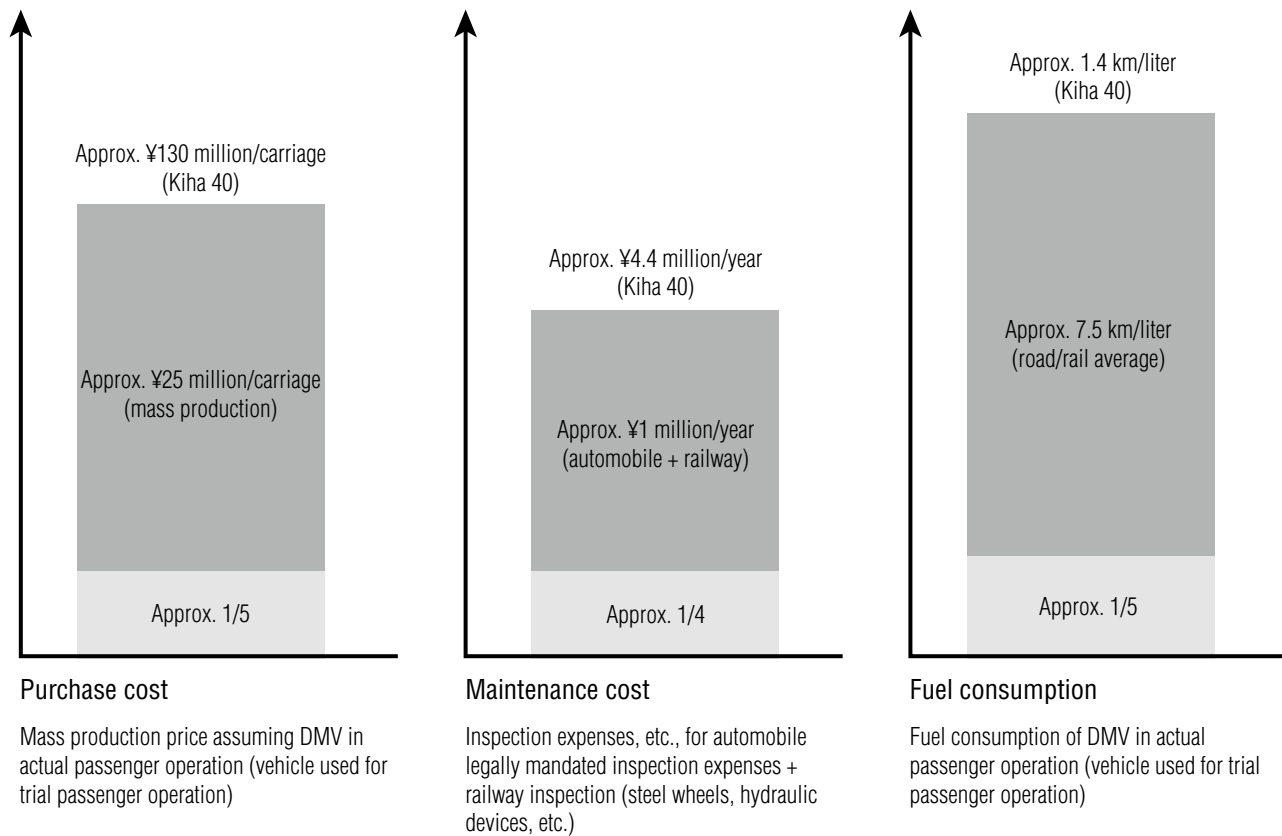 Approx. ¥130 million/carriage
(Kiha 40)
Approx. ¥25 million/carriage
(mass production)
Approx. 1/5
Purchase cost
Mass production price assuming DMV in
actual passenger operation (vehicle used for
trial passenger operation)
Approx. ¥4.4 million/year
(Kiha 40)
Approx. ¥1 million/year
(automobile + railway)
Approx. 1/4
Maintenance cost
Inspection expenses, etc., for automobile
legally mandated inspection expenses +
railway inspection (steel wheels, hydraulic
devices, etc.)
Approx. 1.4 km/liter
(Kiha 40)
Approx. 7.5 km/liter
(road/rail average)
Approx. 1/5
Fuel consumption
Fuel consumption of DMV in actual
passenger operation (vehicle used for trial
passenger operation)